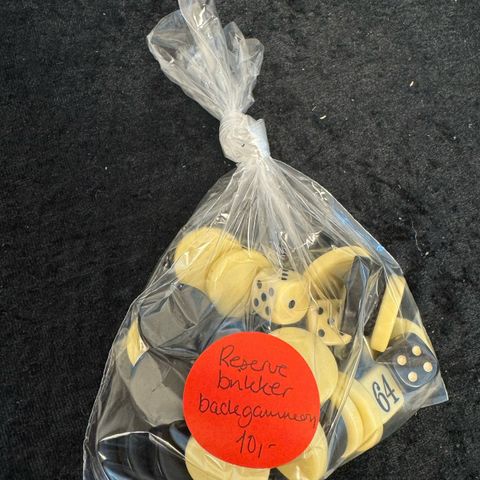 Reserve
brikker
backgammon
10,-
64